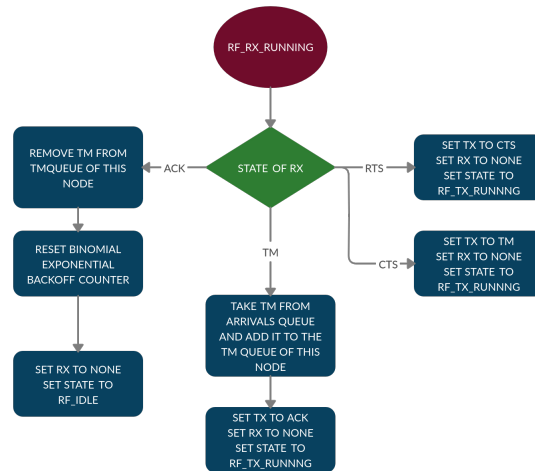 RF_RX_RUNNING
STATE OF RX
ACK
REMOVE TM FROM
TMQUEUE OF THIS
NODE
RESET BINOMIAL
EXPONENTIAL
BACKOFF COUNTER
SET RX TO NONE
SET STATE TO
RF_IDLE
TM
TAKE TM FROM
ARRIVALS QUEUE
AND ADD IT TO THE
TM QUEUE OF THIS
NODE
SET TX TO ACK
SET RX TO NONE
SET STATE TO
RF_TX_RUNNNG
RTS
SET TX TO CTS
SET RX TO NONE
SET STATE TO
RF_TX_RUNNNG
CTS
SET TX TO TM
SET RX TO NONE
SET STATE TO
RF_TX_RUNNNG